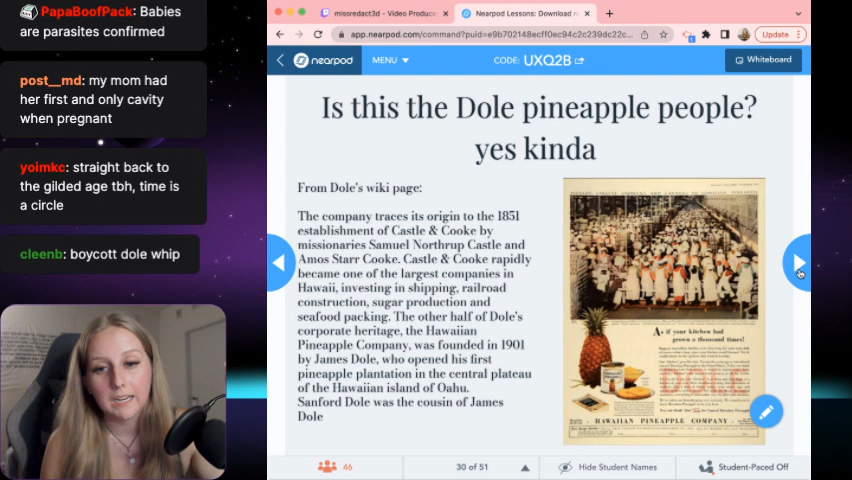 PapaBoofPack: Babies
are parasites confirmed
post__md: my mom had
her first and only cavity
when pregnant
yoimkc: straight back to
the gilded age tbh, time is
a circle
cleenb: boycott dole whip
missredact3d - Video Produce
Nearpod Lessons: Download n
app.nearpod.com/command?puid=e9b702148ecff0ec94c2c239dc22c...
Update
nearpod
MENU
CODE: UXQ2B
Whiteboard
Is this the Dole pineapple people?
yes kinda
From Dole's wiki page:
The company traces its origin to the 1851
establishment of Castle & Cooke by
missionaries Samuel Northrup Castle and
Amos Starr Cooke. Castle & Cooke rapidly
became one of the largest companies in
Hawaii, investing in shipping, railroad
construction, sugar production and
seafood packing. The other half of Dole's
corporate heritage, the Hawaiian
Pineapple Company, was founded in 1901
by James Dole, who opened his first
pineapple plantation in the central plateau
of the Hawaiian island of Oahu.
Sanford Dole was the cousin of James
Dole
As if your kitchen had
grown a thousand times!
HAWAIIAN PINEAPPLE COMPANY
46
30 of 51
Hide Student Names
Student-Paced Off